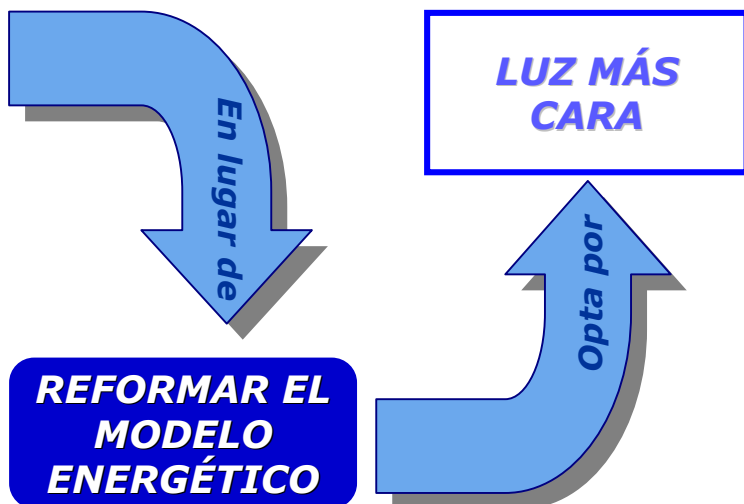 En lugar de
REFORMAR EL
MODELO
ENERGÉTICO
Opta por
LUZ MÁS
CARA